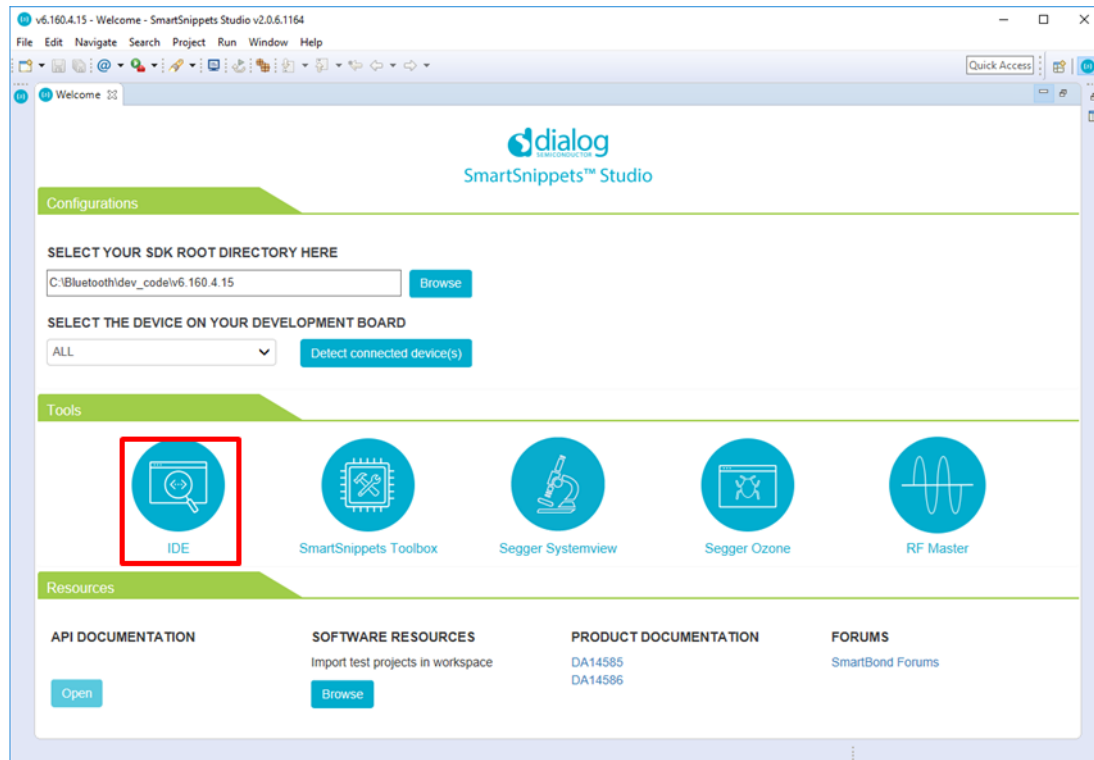 v6.160.4.15 - Welcome - SmartSnippets Studio v2.0.6.1164
File Edit Navigate Search Project Run Window Help
Quick Access
Welcome
dialog
SEMICONDUCTOR
SmartSnippets™ Studio
Configurations
SELECT YOUR SDK ROOT DIRECTORY HERE
C:\Bluetooth\dev_code\v6.160.4.15 Browse
SELECT THE DEVICE ON YOUR DEVELOPMENT BOARD
ALL Detect connected device(s)
Tools
IDE SmartSnippets Toolbox Segger Systemview Segger Ozone RF Master
Resources
API DOCUMENTATION SOFTWARE RESOURCES PRODUCT DOCUMENTATION FORUMS
Import test projects in workspace DA14585 SmartBond Forums
DA14586
Open Browse